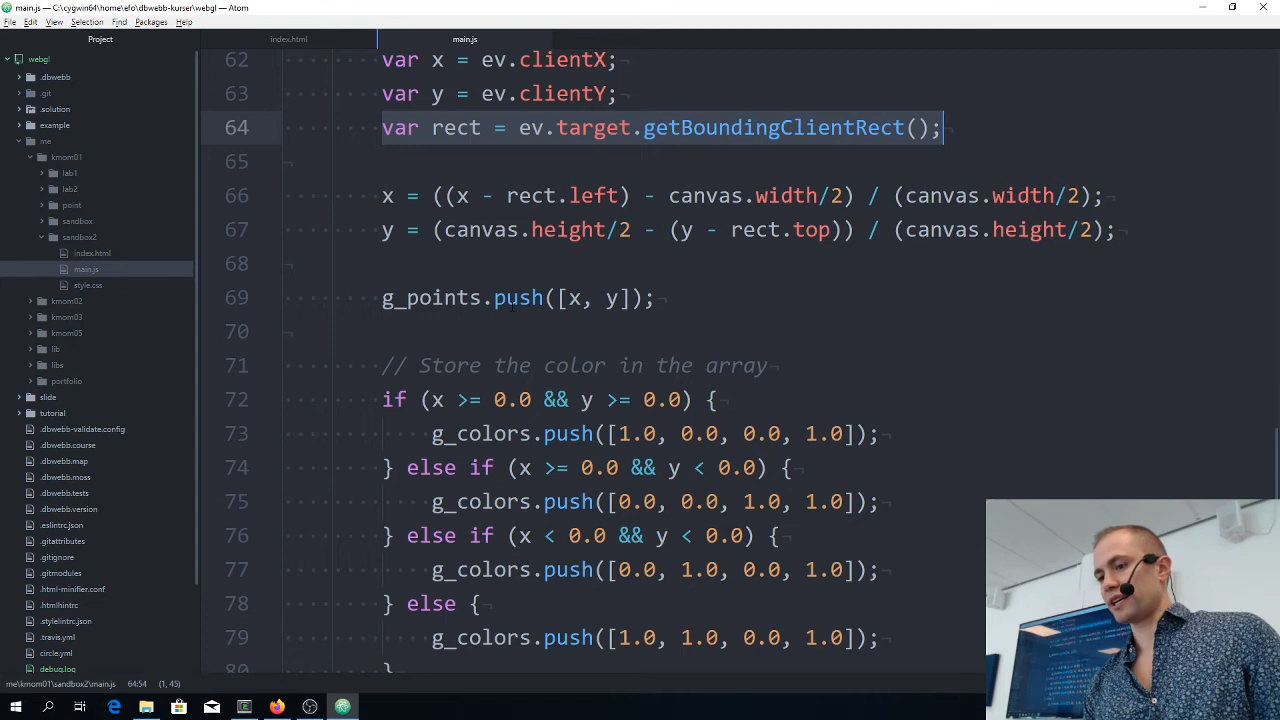 main.js — C:\cygwin64\home\efo\dbwebb-kurser\webgl — Atom
File Edit View Selection Find Packages Help
Project
webgl
.dbwebb
.git
.solution
example
me
kmom01
lab1
lab2
point
sandbox
sandbox2
index.html
main.js
style.css
kmom02
kmom03
kmom05
lib
libs
portfolio
slide
tutorial
.dbwebb-validate.config
.dbwebb.course
.dbwebb.map
.dbwebb.moss
.dbwebb.tests
.dbwebb.version
.eslintrc.json
.gitattributes
.gitignore
.gitmodules
.html-minifier.conf
.htmlhintrc
.stylelintrc.json
.travis.yml
circle.yml
debug.log
index.html
main.js
62 var x = ev.clientX;
63 var y = ev.clientY;
64 var rect = ev.target.getBoundingClientRect();
65
66 x = ((x - rect.left) - canvas.width/2) / (canvas.width/2);
67 y = (canvas.height/2 - (y - rect.top)) / (canvas.height/2);
68
69 g_points.push([x, y]);
70
71 // Store the color in the array
72 if (x >= 0.0 && y >= 0.0) {
73 g_colors.push([1.0, 0.0, 0.0, 1.0]);
74 } else if (x >= 0.0 && y < 0.0) {
75 g_colors.push([0.0, 0.0, 1.0, 1.0]);
76 } else if (x < 0.0 && y < 0.0) {
77 g_colors.push([0.0, 1.0, 0.0, 1.0]);
78 } else {
79 g_colors.push([1.0, 1.0, 0.0, 1.0]);
80 }
me\kmom01\sandbox2\main.js 64:54 (1, 45)